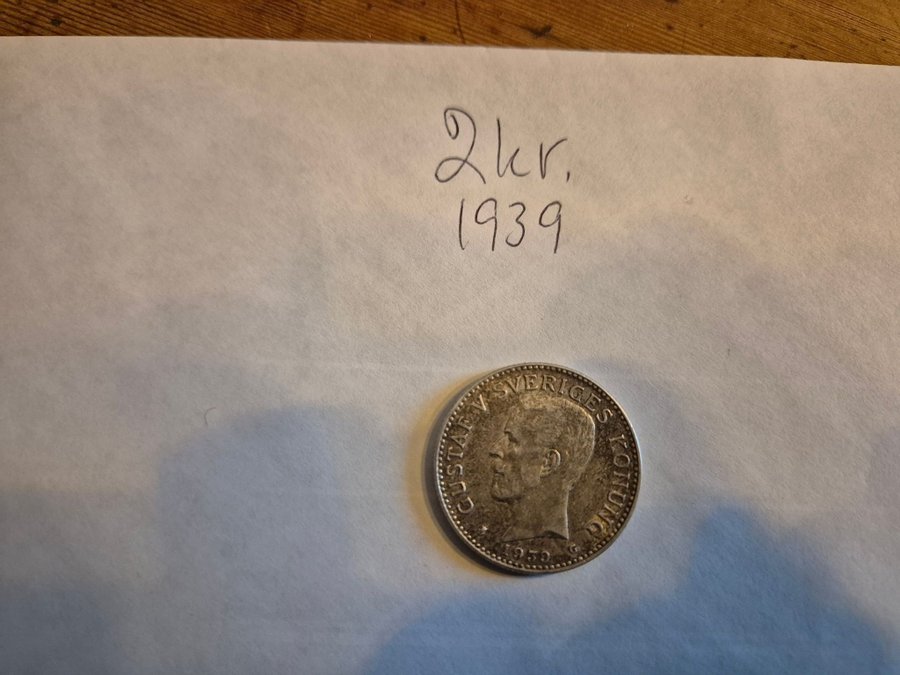 2kr.
1939
GUSTAF V SVERIGES KONUNG
1939 G